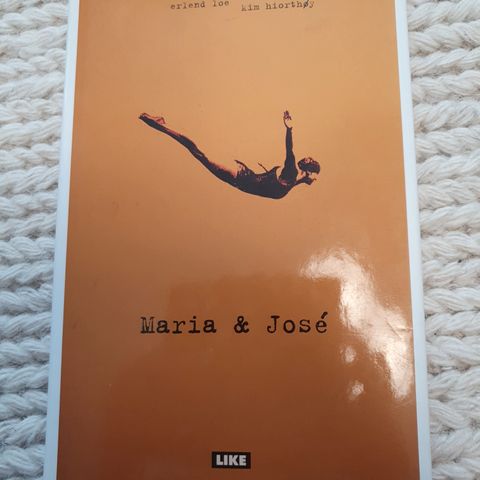 erlend loe kim hiorthøy
Maria & José
LIKE